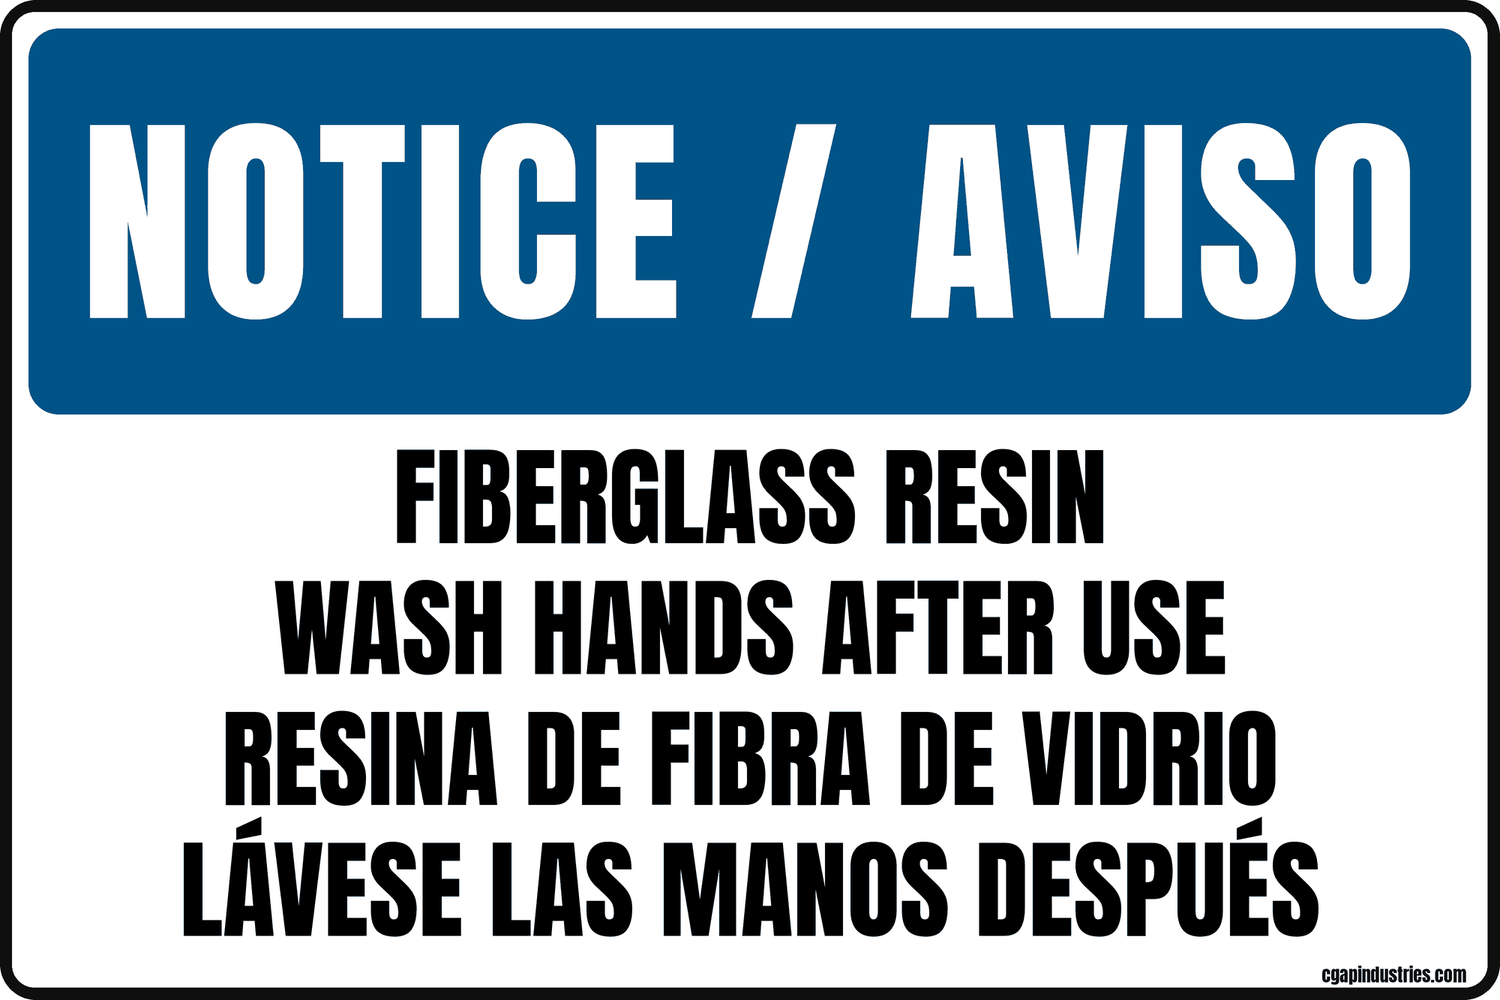 NOTICE / AVISO
FIBERGLASS RESIN
WASH HANDS AFTER USE
RESINA DE FIBRA DE VIDRIO
LÁVESE LAS MANOS DESPUÉS
cgapindustries.com